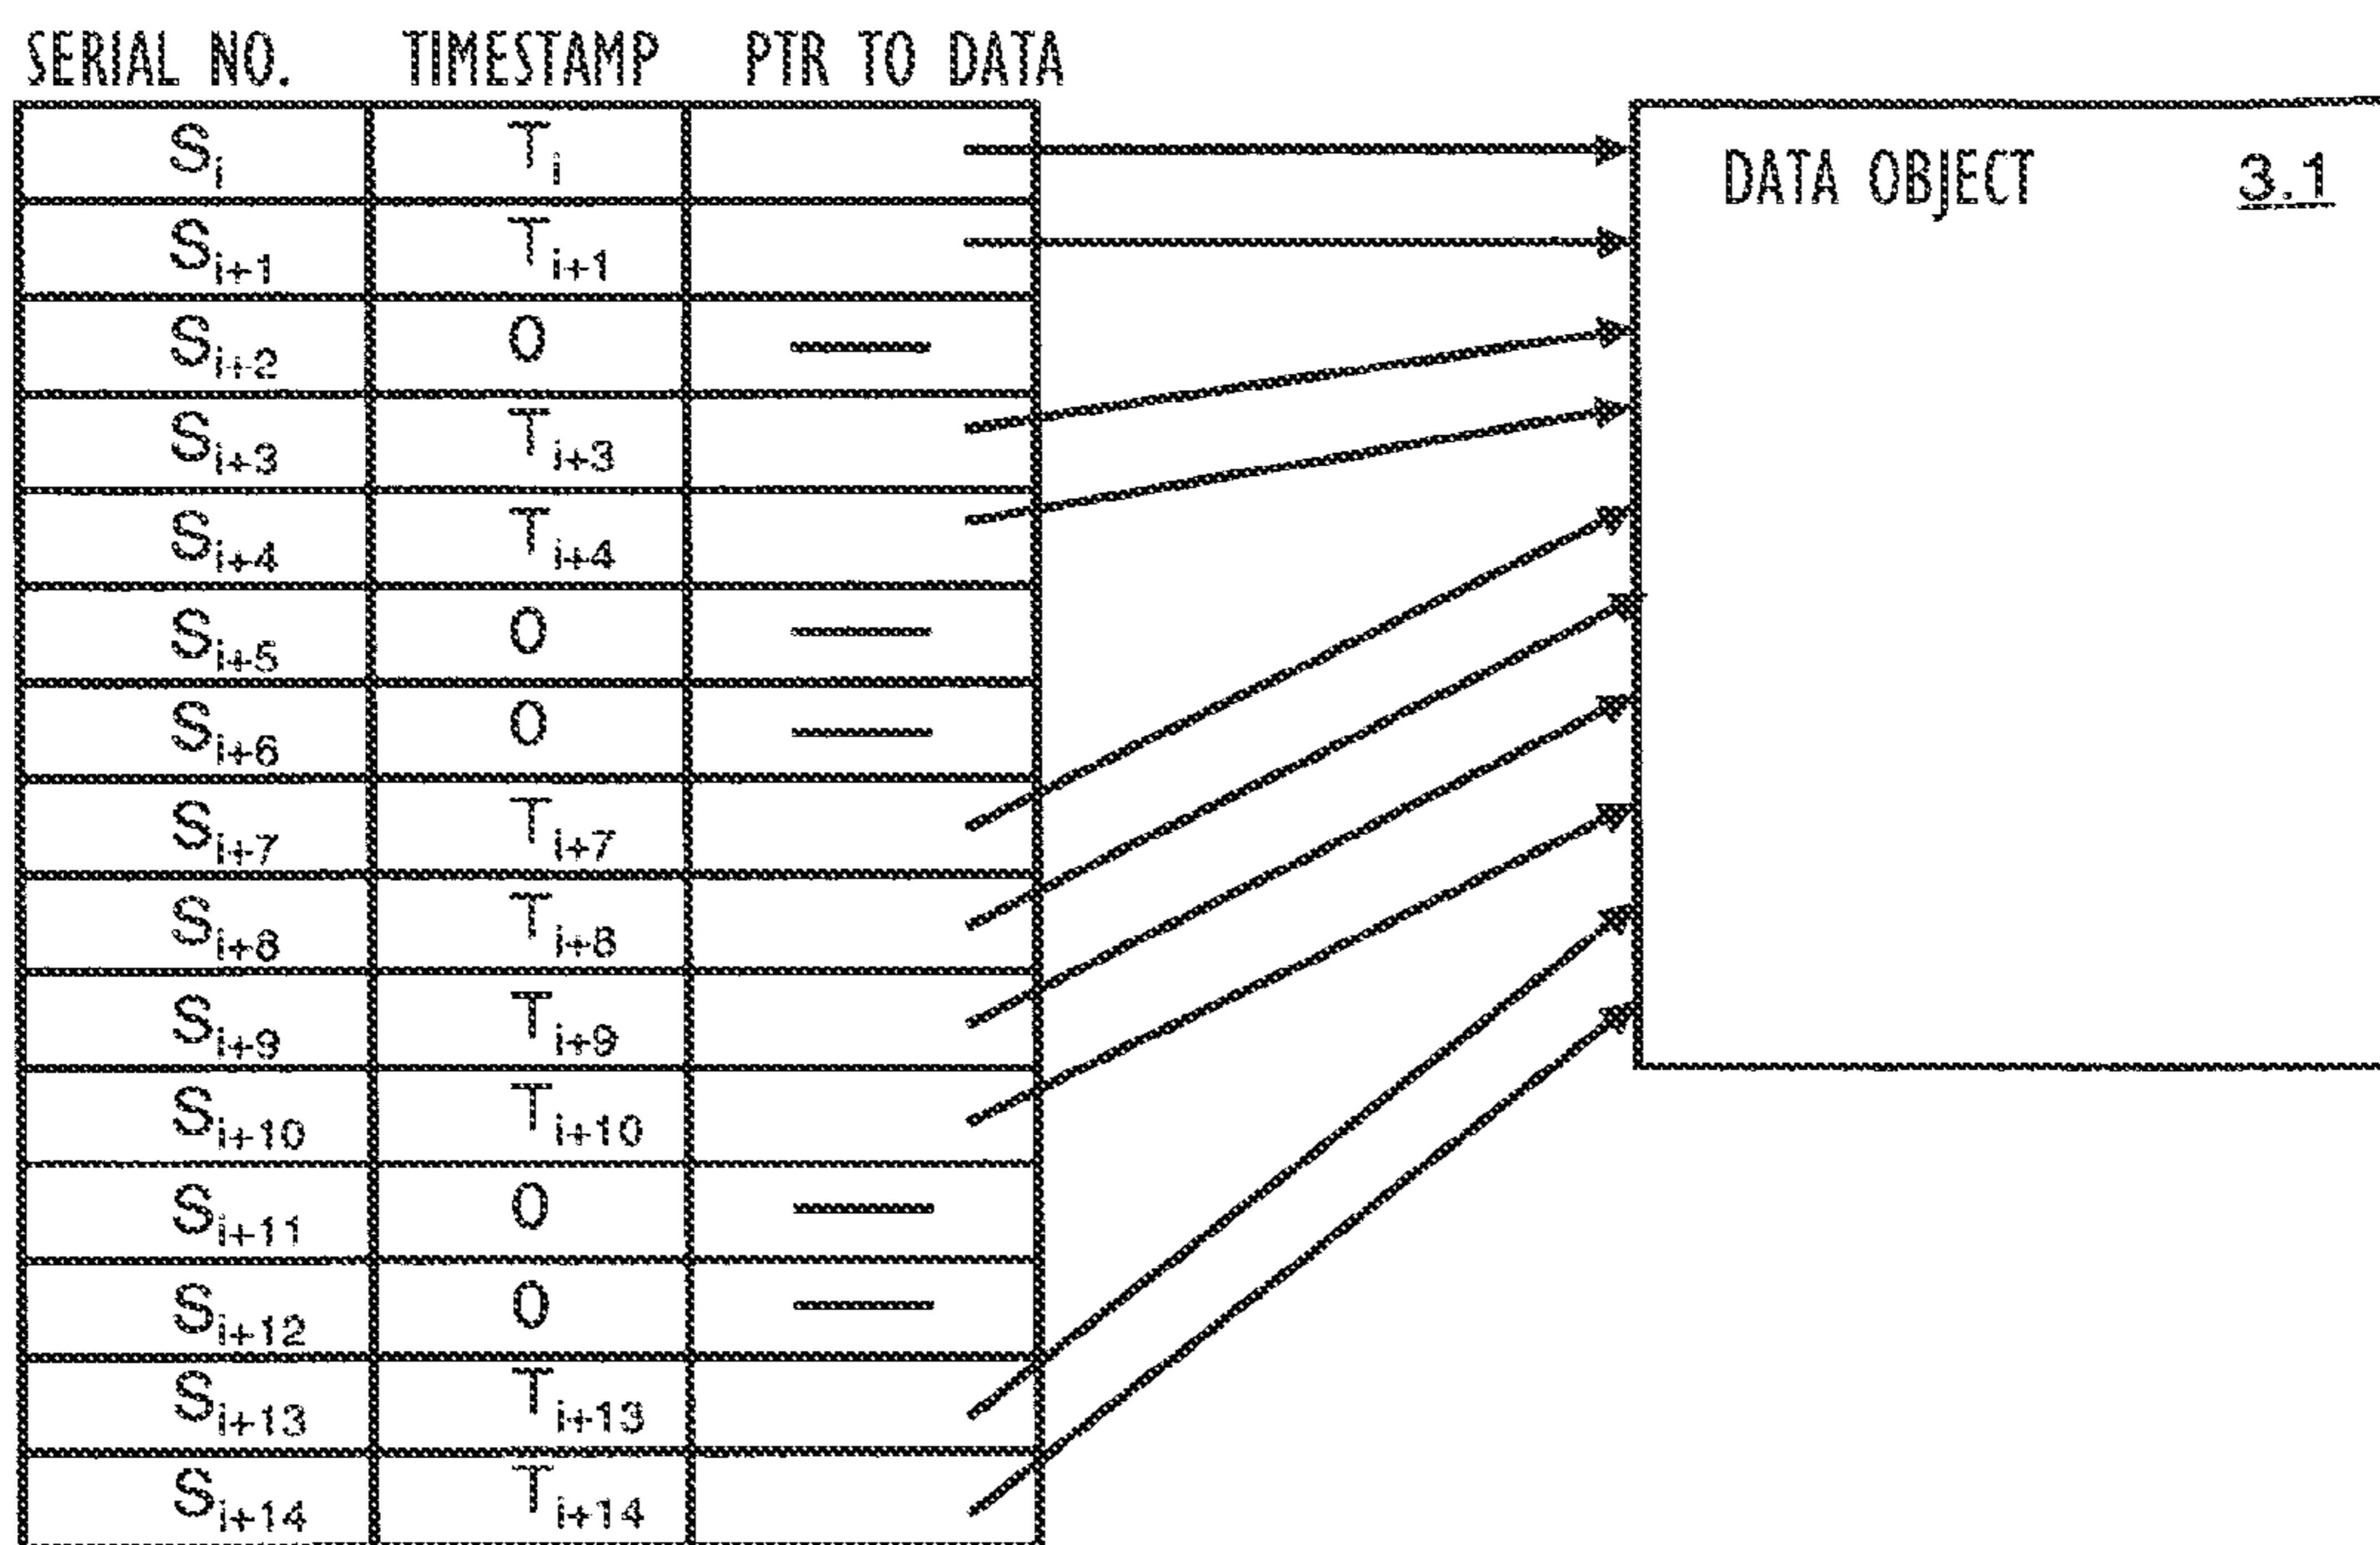 SERIAL NO. TIMESTAMP PTR TO DATA
Si Ti
DATA OBJECT 3.1
Si+1 Ti+1
Si+2 0 —
Si+3 Ti+3
Si+4 Ti+4
Si+5 0 —
Si+6 0 —
Si+7 Ti+7
Si+8 Ti+8
Si+9 Ti+9
Si+10 Ti+10
Si+11 0 —
Si+12 0 —
Si+13 Ti+13
Si+14 Ti+14